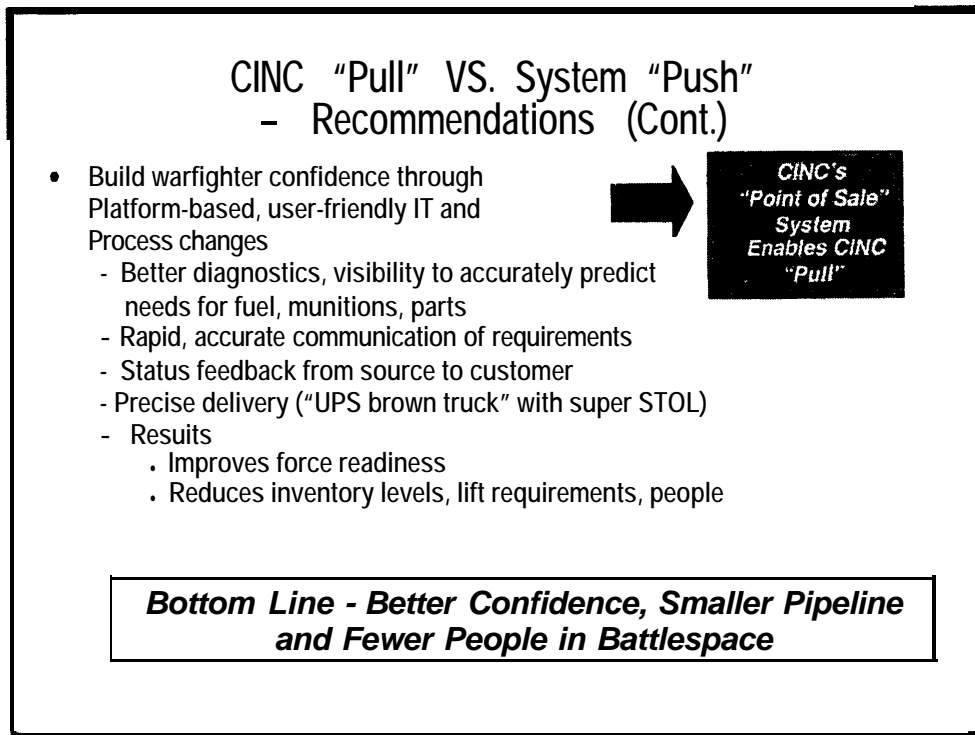 CINC “Pull” VS. System “Push”
– Recommendations (Cont.)
• Build warfighter confidence through
Platform-based, user-friendly IT and
Process changes
- Better diagnostics, visibility to accurately predict
needs for fuel, munitions, parts
- Rapid, accurate communication of requirements
- Status feedback from source to customer
- Precise delivery (“UPS brown truck” with super STOL)
- Resuits
• Improves force readiness
• Reduces inventory levels, lift requirements, people
CINC's
“Point of Sale”
System
Enables CINC
“Pull”
Bottom Line - Better Confidence, Smaller Pipeline
and Fewer People in Battlespace